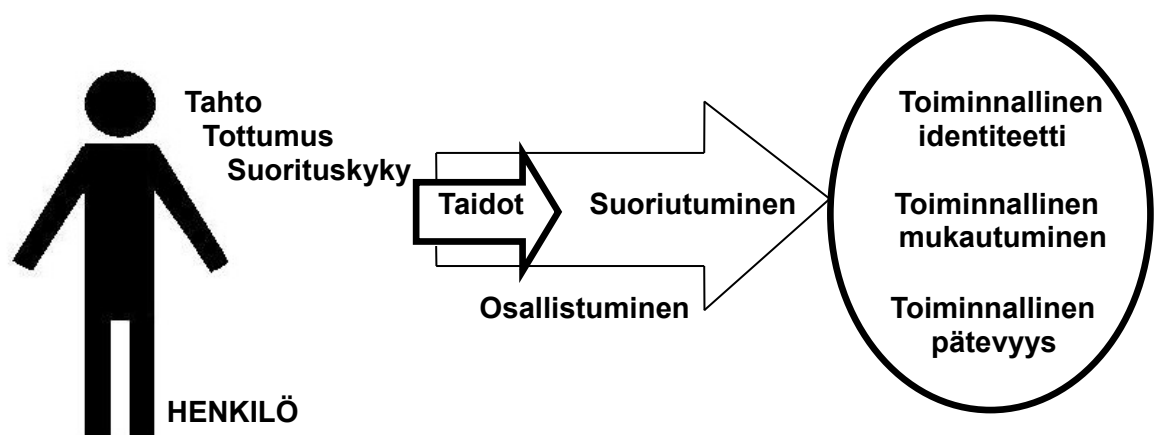 Tahto
Tottumus
Suorituskyky
Taidot
Suoriutuminen
Osallistuminen
HENKILÖ
Toiminnallinen
identiteetti
Toiminnallinen
mukautuminen
Toiminnallinen
pätevyys